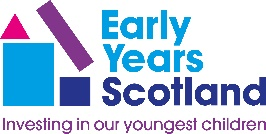 Early
Years
Scotland
Investing in our youngest children